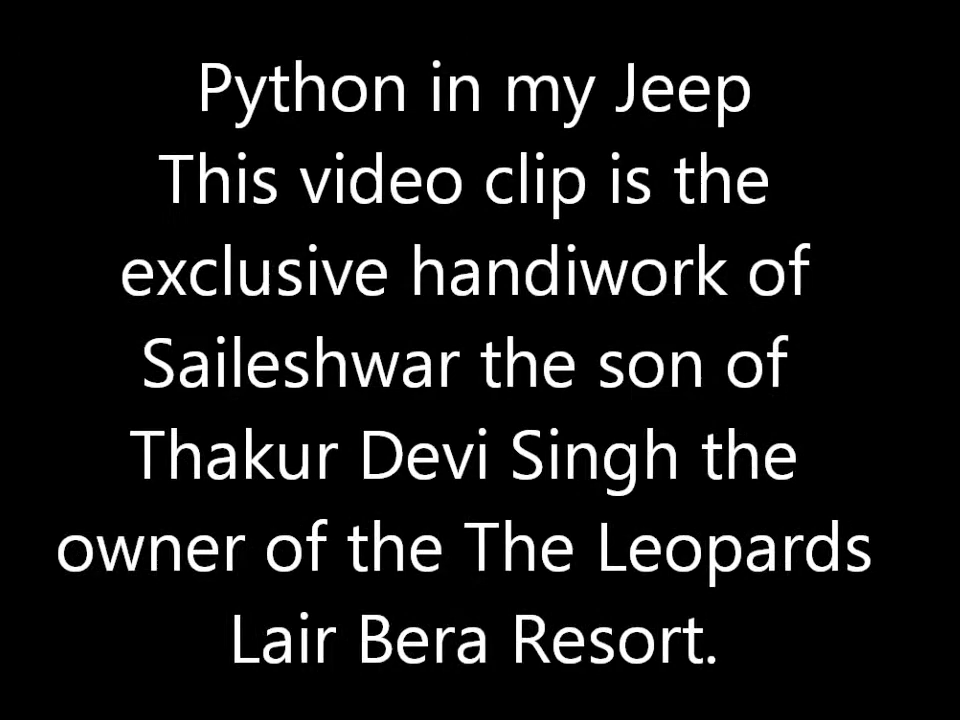 Python in my Jeep
This video clip is the
exclusive handiwork of
Saileshwar the son of
Thakur Devi Singh the
owner of the The Leopards
Lair Bera Resort.